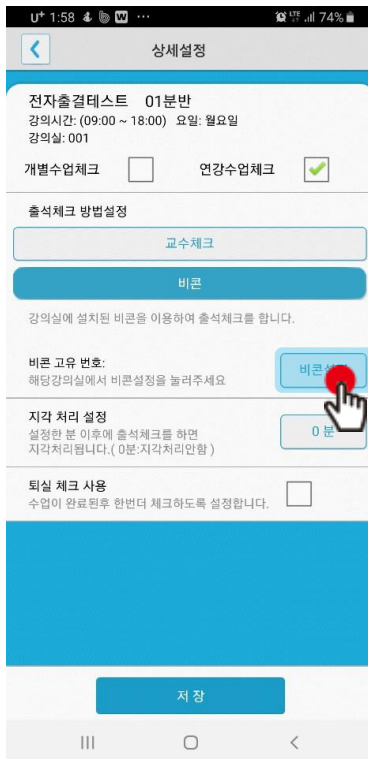 U+ 1:58 W ··· LTE 74%
상세설정
전자출결테스트 01분반
강의시간: (09:00 ~ 18:00) 요일: 월요일
강의실: 001
개별수업체크 연강수업체크
출석체크 방법설정
교수체크
비콘
강의실에 설치된 비콘을 이용하여 출석체크를 합니다.
비콘 고유 번호:
해당강의실에서 비콘설정을 눌러주세요
비콘설정
지각 처리 설정
설정한 분 이후에 출석체크를 하면
지각처리됩니다.( 0분:지각처리안함 )
0 분
퇴실 체크 사용
수업이 완료된후 한번더 체크하도록 설정합니다.
저 장